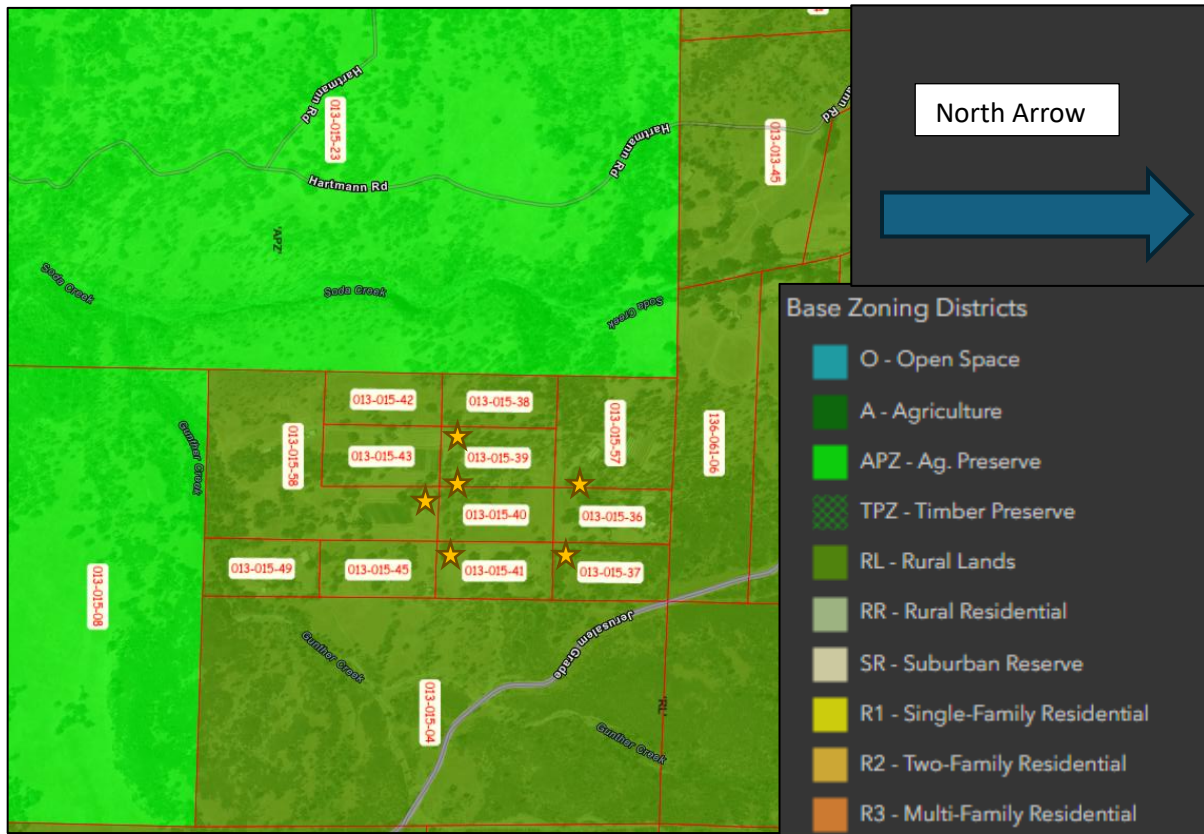 Hartmann Rd
013-015-23
Hartmann Rd
Hartmann Rd
013-013-45
'APZ'
Soda Creek
Soda Creek
Soda Creek
North Arrow
Base Zoning Districts
O - Open Space
A - Agriculture
APZ - Ag. Preserve
TPZ - Timber Preserve
RL - Rural Lands
RR - Rural Residential
SR - Suburban Reserve
R1 - Single-Family Residential
R2 - Two-Family Residential
R3 - Multi-Family Residential
013-015-42
013-015-38
013-015-57
136-061-06
013-015-43
013-015-39
013-015-58
Gunther Creek
013-015-40
013-015-36
013-015-49
013-015-45
013-015-41
013-015-37
013-015-08
Jerusalem Grade
Gunther Creek
013-015-04
'RL'
Gunther Creek